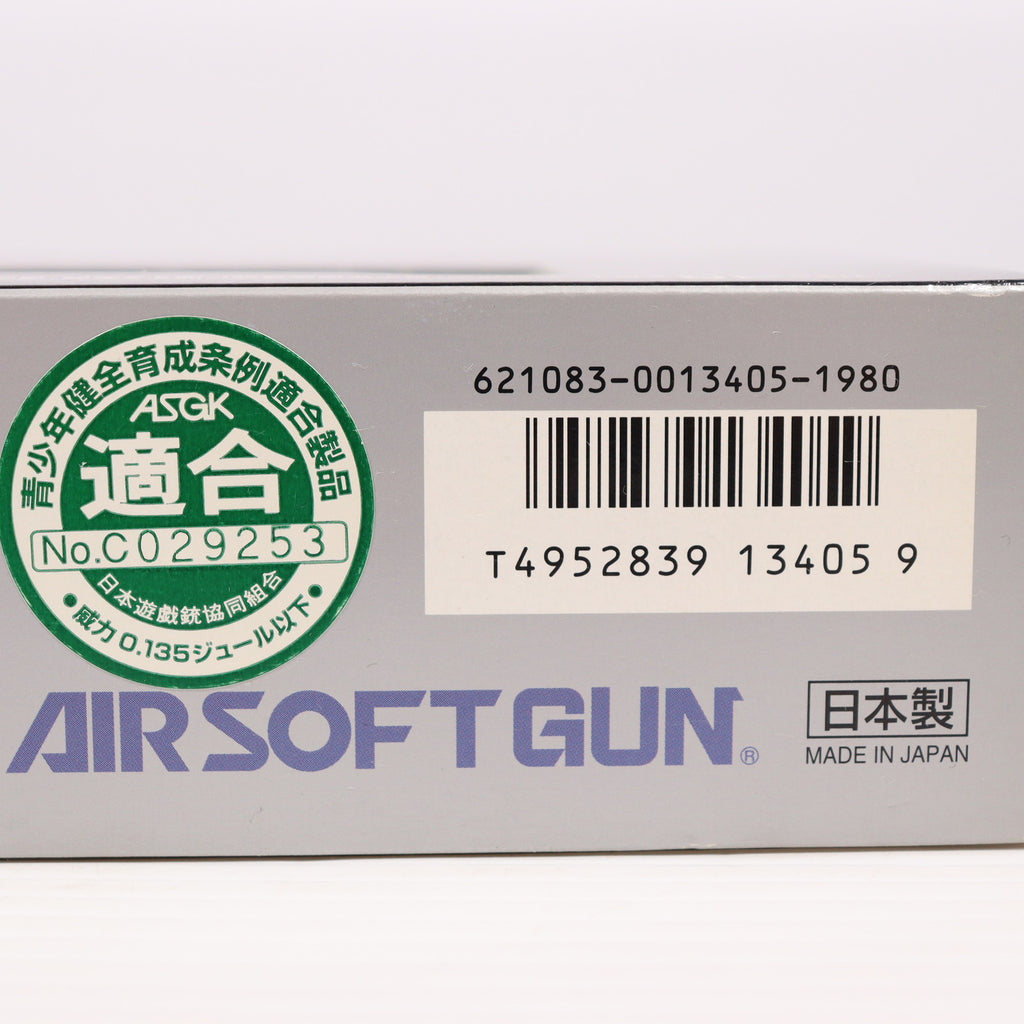 青少年健全育成条例適合製品
ASGK
適合
No.C029253
日本遊戯銃協同組合
• 威力 0.135ジュール以下 •
621083-0013405-1980
T4952839 13405 9
AIRSOFTGUN®
日本製
MADE IN JAPAN